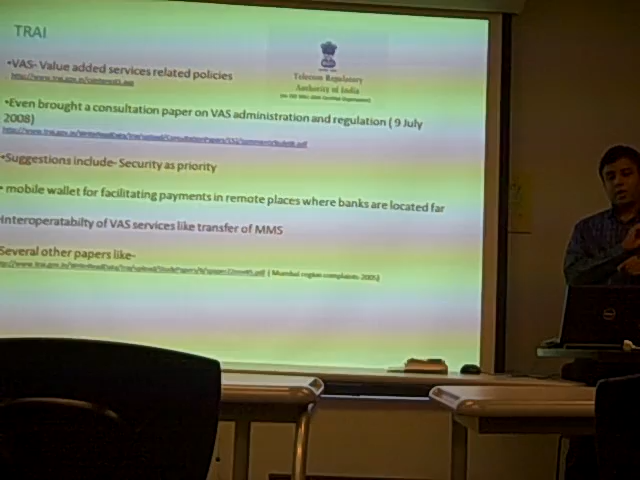 TRAI
Telecom Regulatory
Authority of India
•VAS- Value added services related policies
•Even brought a consultation paper on VAS administration and regulation ( 9 July
2008)
•Suggestions include- Security as priority
• mobile wallet for facilitating payments in remote places where banks are located far
Interoperatabilty of VAS services like transfer of MMS
Several other papers like-
( Mumbai region complaints 2005)
DELL